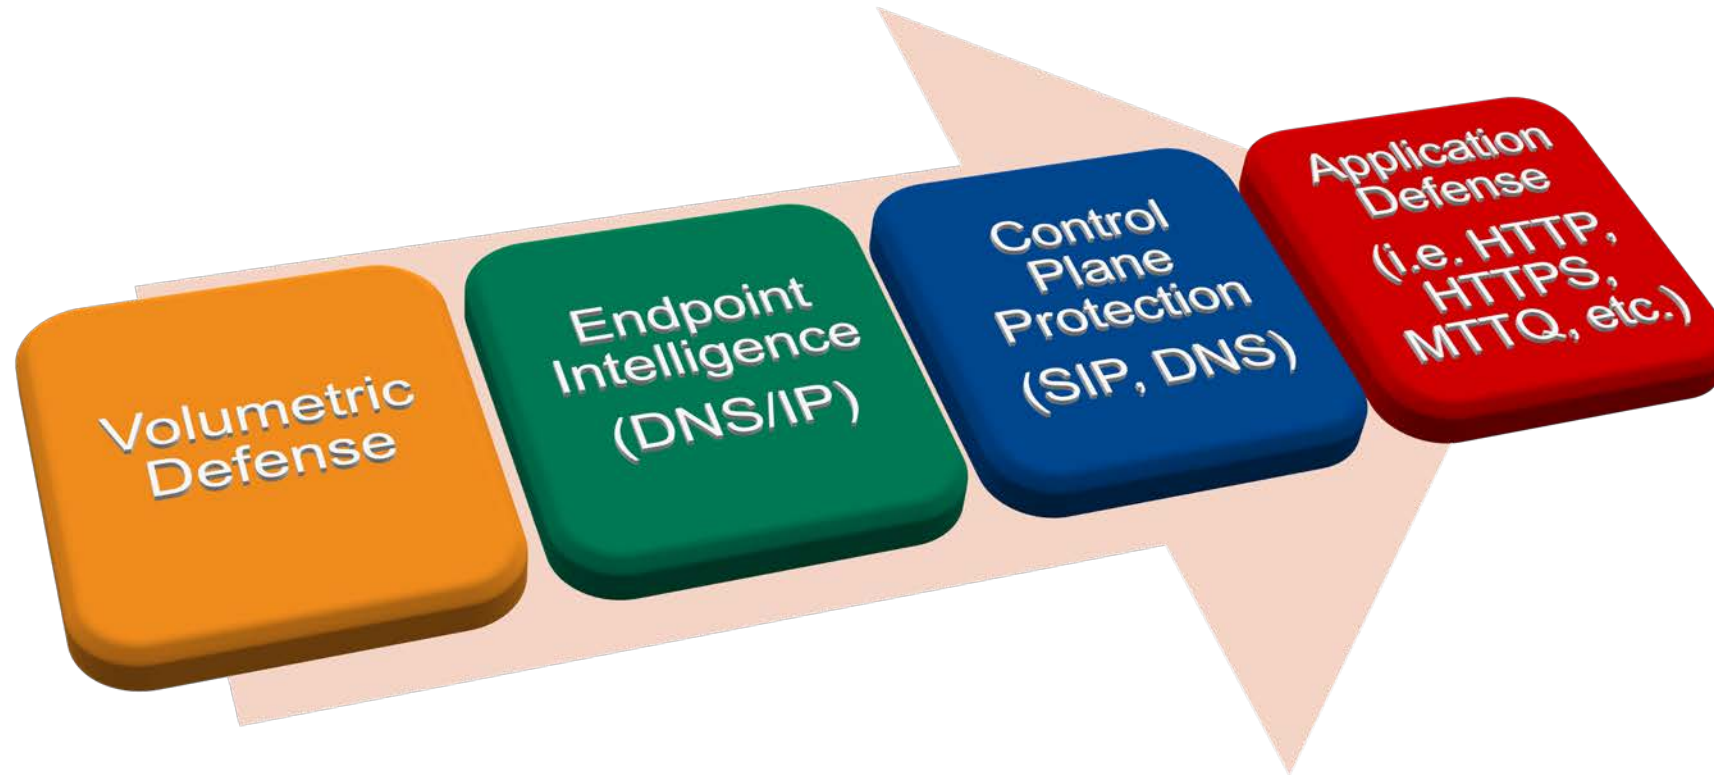 Volumetric
Defense
Endpoint
Intelligence
(DNS/IP)
Control
Plane
Protection
(SIP, DNS)
Application
Defense
(i.e. HTTP,
HTTPS,
MTTQ, etc.)